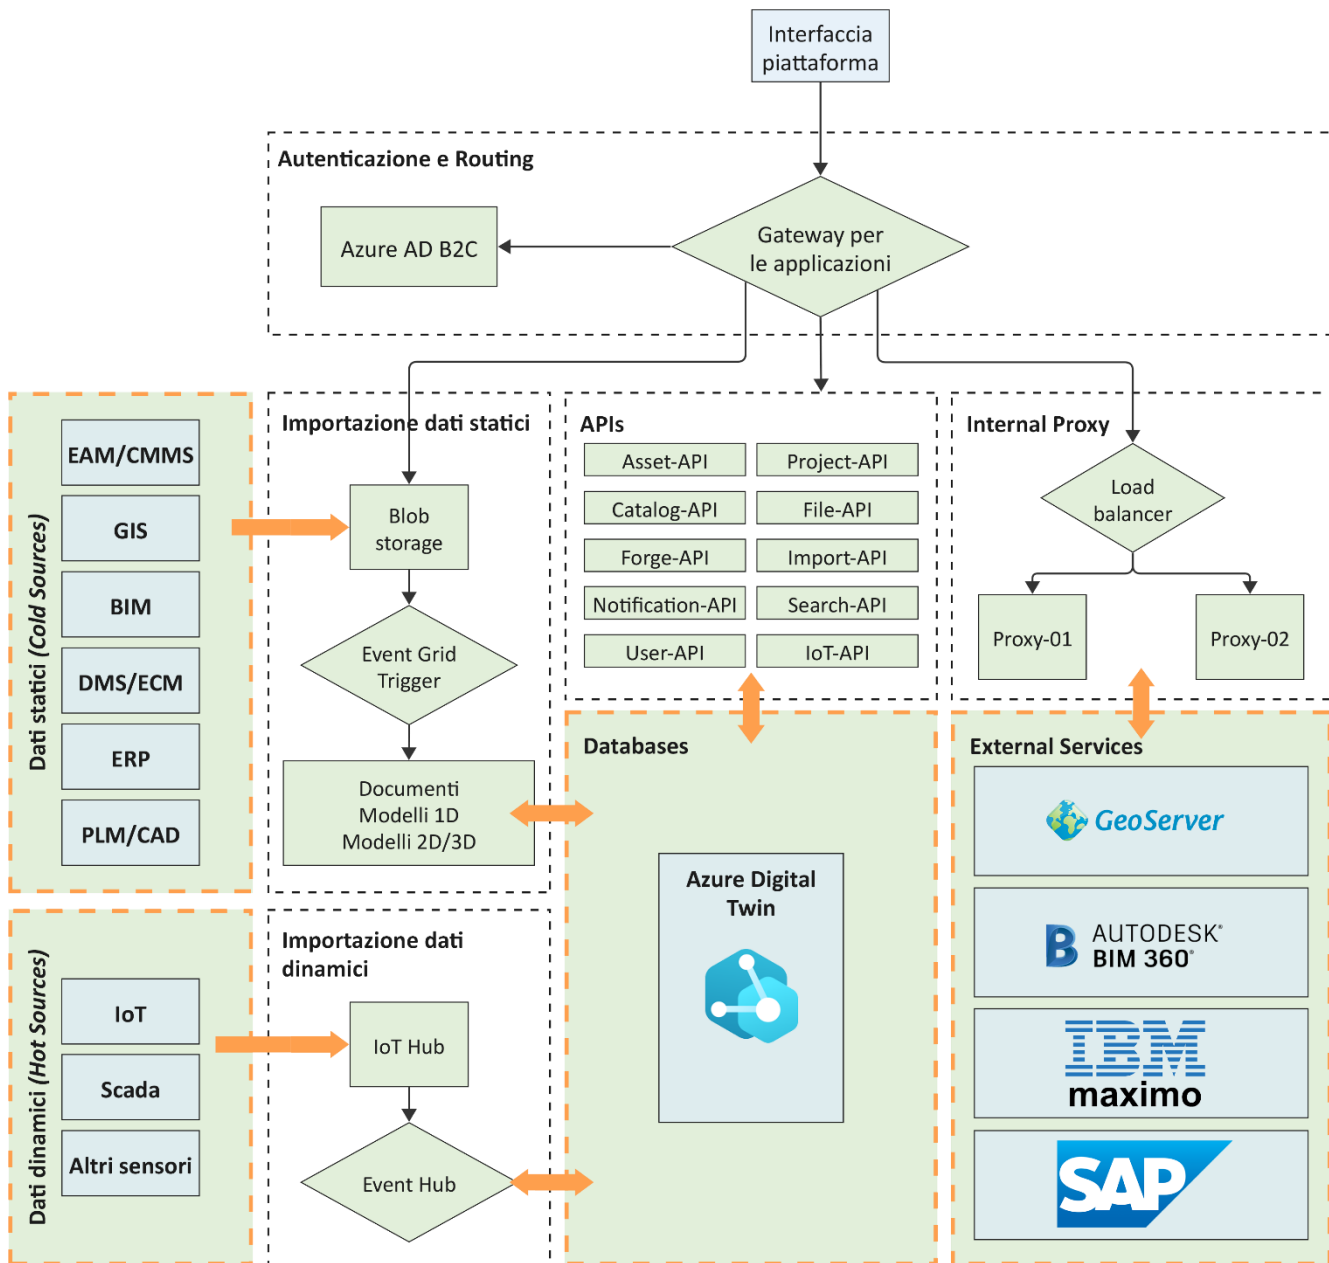 Interfaccia
piattaforma
Autenticazione e Routing
Azure AD B2C
Gateway per
le applicazioni
Dati statici (Cold Sources)
EAM/CMMS
GIS
BIM
DMS/ECM
ERP
PLM/CAD
Importazione dati statici
Blob
storage
Event Grid
Trigger
Documenti
Modelli 1D
Modelli 2D/3D
APIs
Asset-API
Project-API
Catalog-API
File-API
Forge-API
Import-API
Notification-API
Search-API
User-API
IoT-API
Internal Proxy
Load
balancer
Proxy-01
Proxy-02
Dati dinamici (Hot Sources)
IoT
Scada
Altri sensori
Importazione dati
dinamici
IoT Hub
Event Hub
Databases
Azure Digital
Twin
External Services
GeoServer
AUTODESK®
BIM 360®
IBM
maximo
SAP